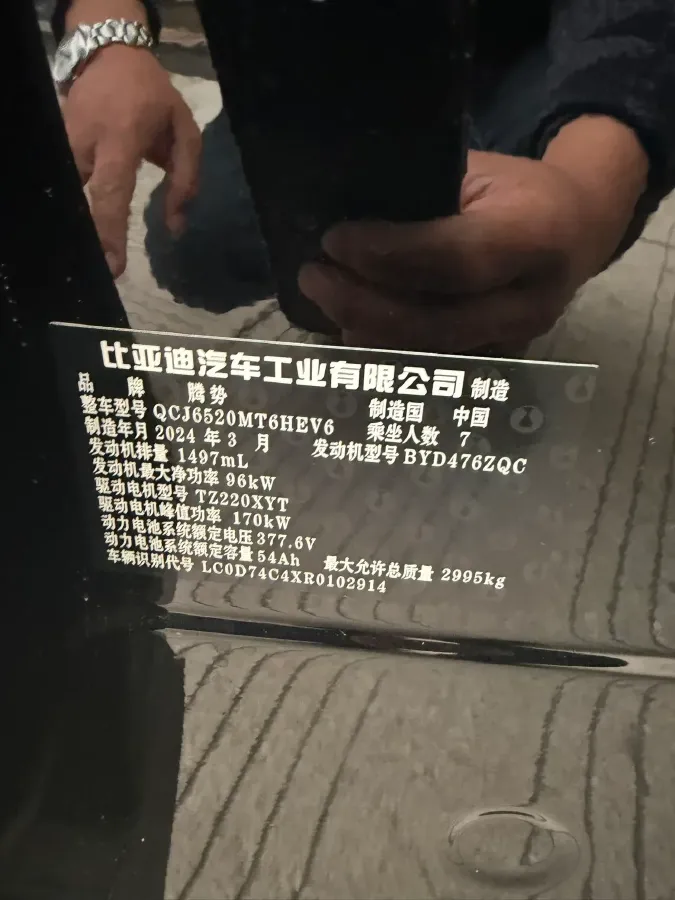 比亚迪汽车工业有限公司 制造
品 牌 腾势 制造国 中国
整车型号 QCJ6520MT6HEV6 乘坐人数 7
制造年月 2024 年 3 月 发动机型号 BYD476ZQC
发动机排量 1497mL
发动机最大净功率 96kW
驱动电机型号 TZ220XYT
驱动电机峰值功率 170kW
动力电池系统额定电压 377.6V
动力电池系统额定容量 54Ah 最大允许总质量 2995kg
车辆识别代号 LC0D74C4XR0102914